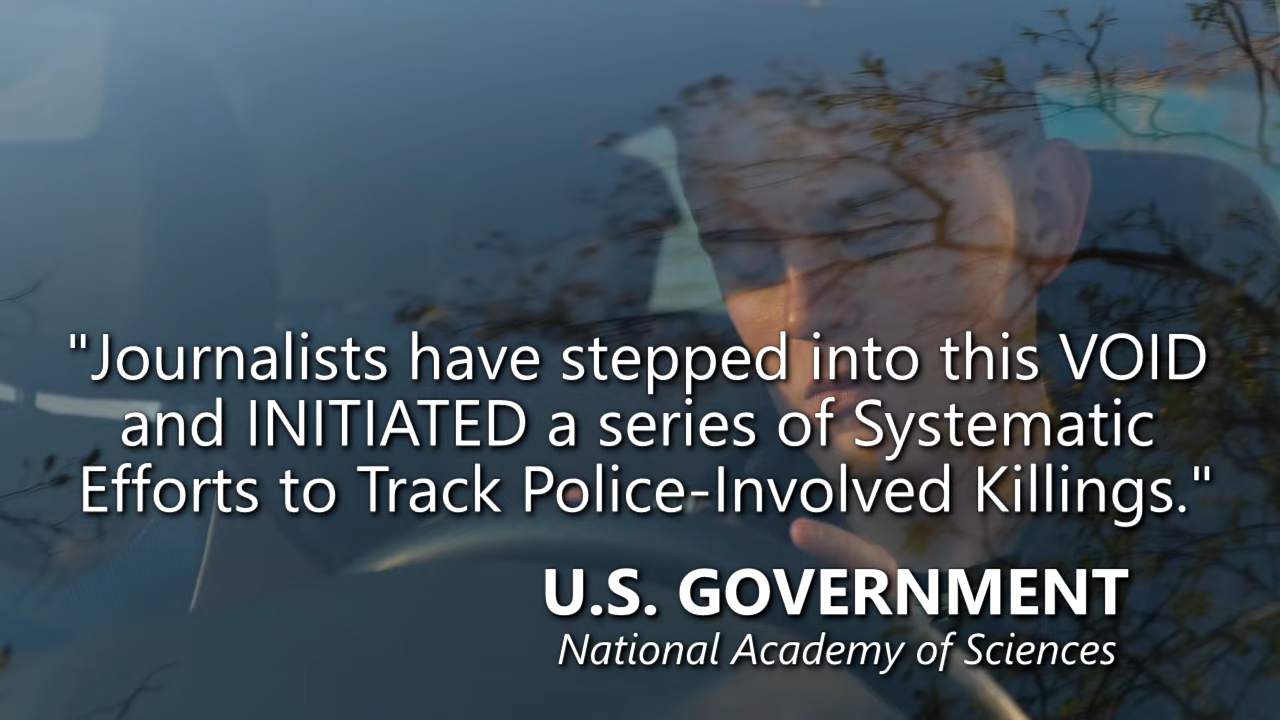 "Journalists have stepped into this VOID
and INITIATED a series of Systematic
Efforts to Track Police-Involved Killings."
U.S. GOVERNMENT
National Academy of Sciences